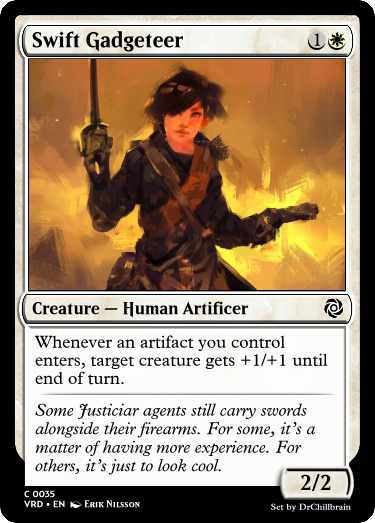 Swift Gadgeteer 1
Creature — Human Artificer
Whenever an artifact you control
enters, target creature gets +1/+1 until
end of turn.
Some Justiciar agents still carry swords
alongside their firearms. For some, it's a
matter of having more experience. For
others, it's just to look cool.
2/2
C 0035
VRD • EN Erik Nilsson
Set by DrChillbrain